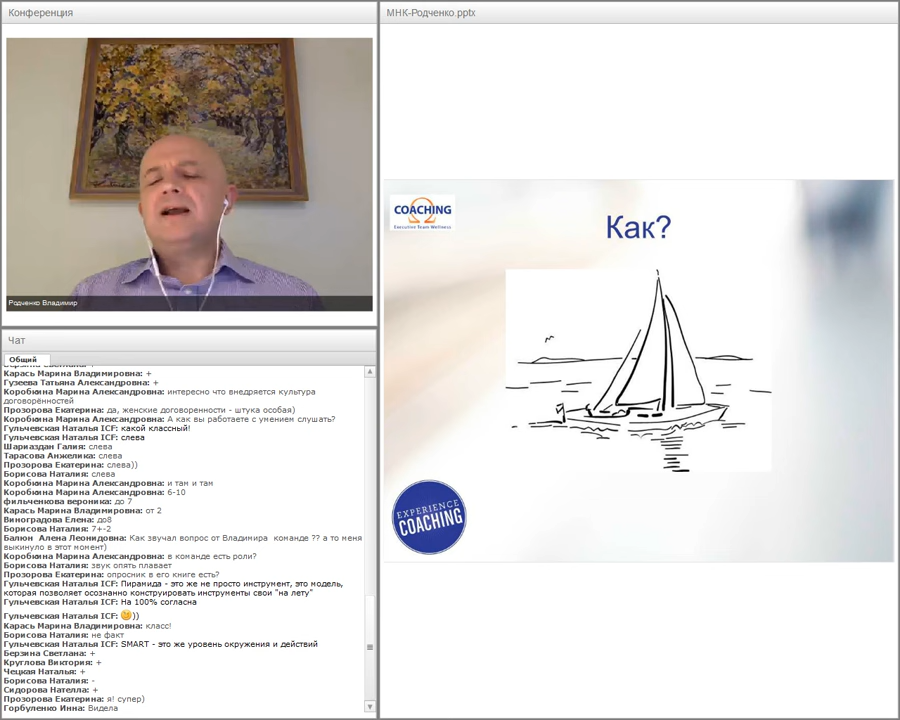 Конференция
Родченко Владимир
Чат
Общий
Карась Марина Владимировна: +
Гузеева Татьяна Александровна: +
Коробкина Марина Александровна: интересно что внедряется культура
договорённостей
Прозорова Екатерина: да, женские договоренности - штука особая)
Коробкина Марина Александровна: А как вы работаете с умением слушать?
Гульчевская Наталья ICF: какой классный!
Гульчевская Наталья ICF: слева
Шариаздан Галия: слева
Тарасова Анжелика: слева
Прозорова Екатерина: слева))
Борисова Наталия: слева
Коробкина Марина Александровна: и там и там
Коробкина Марина Александровна: 6-10
фильченкова вероника: до 7
Карась Марина Владимировна: от 2
Виноградова Елена: до8
Борисова Наталия: 7+-2
Балюн Алена Леонидовна: Как звучал вопрос от Владимира команде ?? а то меня
выкинуло в этот момент)
Коробкина Марина Александровна: в команде есть роли?
Борисова Наталия: звук опять плавает
Прозорова Екатерина: опросник в его книге есть?
Гульчевская Наталья ICF: Пирамида - это же не просто инструмент, это модель,
которая позволяет осознанно конструировать инструменты свои "на лету"
Гульчевская Наталья ICF: На 100% согласна
Гульчевская Наталья ICF: ))
Карась Марина Владимировна: класс!
Борисова Наталия: не факт
Гульчевская Наталья ICF: SMART - это же уровень окружения и действий
Берзина Светлана: +
Круглова Виктория: +
Чецкая Наталья: +
Борисова Наталия: -
Сидорова Нателла: +
Прозорова Екатерина: я! супер)
Горбуленко Инна: Видела
МНК-Родченко.pptx
COACHING
Executive Team Wellness
Как?
EXPERIENCE
COACHING